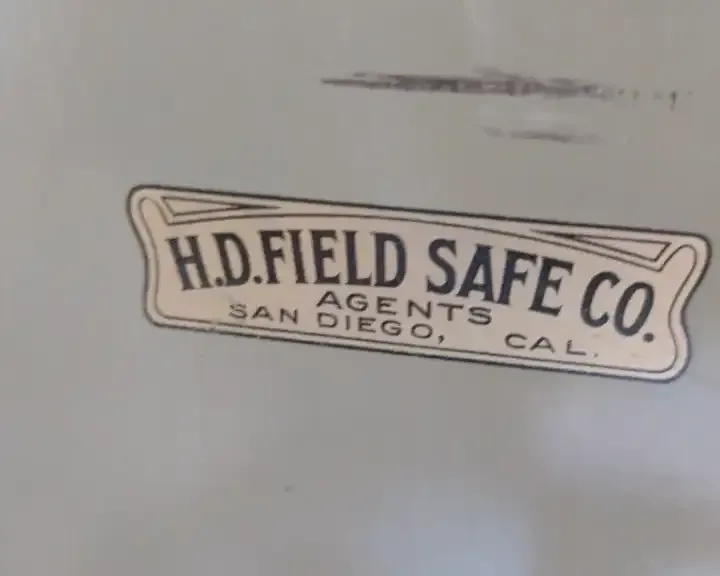 H.D.FIELD SAFE CO.
AGENTS
SAN DIEGO, CAL.